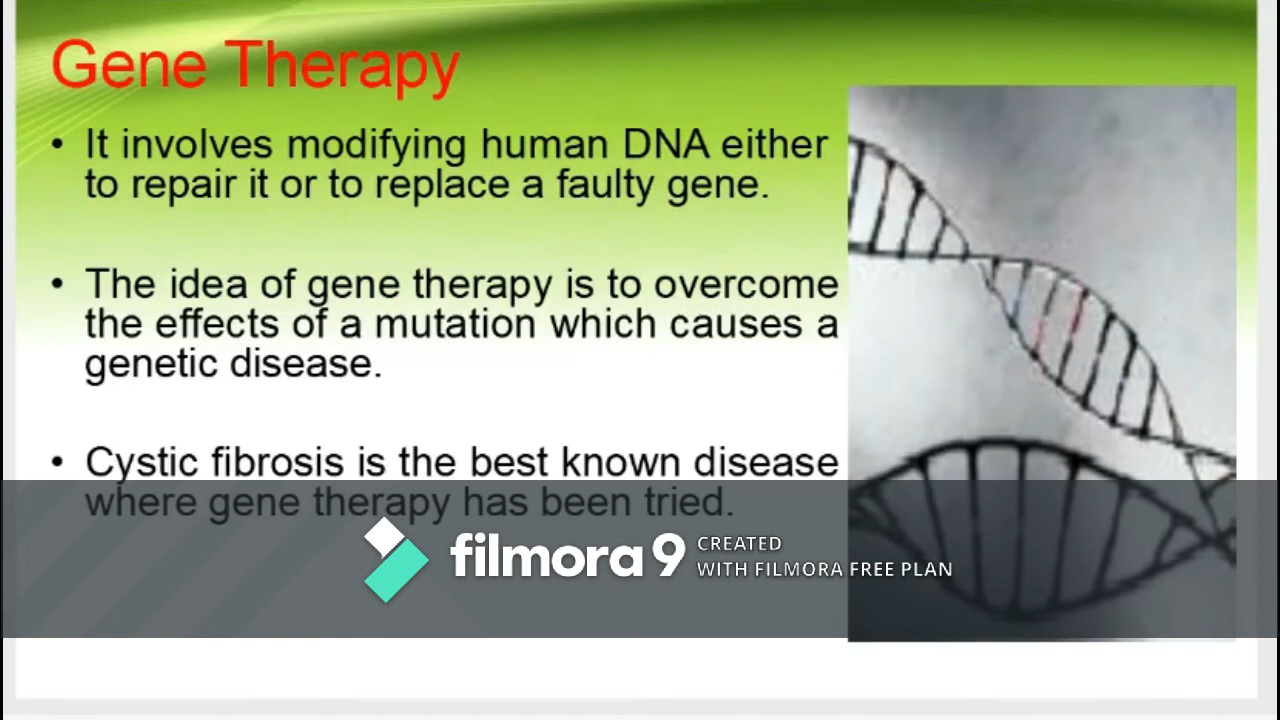 Gene Therapy
• It involves modifying human DNA either
to repair it or to replace a faulty gene.
• The idea of gene therapy is to overcome
the effects of a mutation which causes a
genetic disease.
• Cystic fibrosis is the best known disease
where gene therapy has been tried.
filmora 9 CREATED
WITH FILMORA FREE PLAN